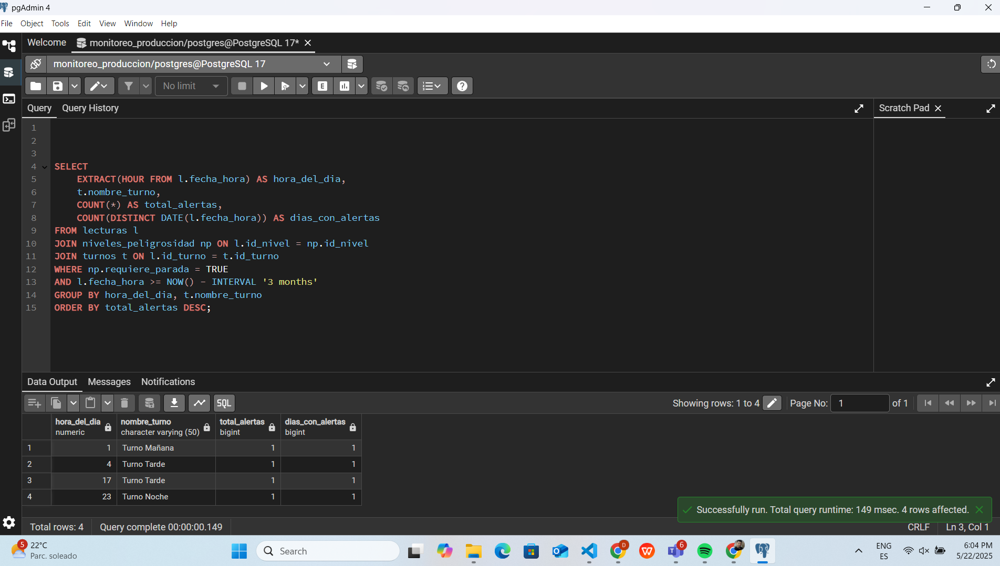 pgAdmin 4
File Object Tools Edit View Window Help
Welcome monitoreo_produccion/postgres@PostgreSQL 17*
monitoreo_produccion/postgres@PostgreSQL 17
No limit E
Query Query History Scratch Pad
1
2
3
4 SELECT
5 EXTRACT(HOUR FROM l.fecha_hora) AS hora_del_dia,
6 t.nombre_turno,
7 COUNT(*) AS total_alertas,
8 COUNT(DISTINCT DATE(l.fecha_hora)) AS dias_con_alertas
9 FROM lecturas l
10 JOIN niveles_peligrosidad np ON l.id_nivel = np.id_nivel
11 JOIN turnos t ON l.id_turno = t.id_turno
12 WHERE np.requiere_parada = TRUE
13 AND l.fecha_hora >= NOW() - INTERVAL '3 months'
14 GROUP BY hora_del_dia, t.nombre_turno
15 ORDER BY total_alertas DESC;
Data Output Messages Notifications
SQL Showing rows: 1 to 4 Page No: 1 of 1
hora_del_dia nombre_turno total_alertas dias_con_alertas
numeric character varying (50) bigint bigint
1 1 Turno Mañana 1 1
2 4 Turno Tarde 1 1
3 17 Turno Tarde 1 1
4 23 Turno Noche 1 1
Successfully run. Total query runtime: 149 msec. 4 rows affected.
Total rows: 4 Query complete 00:00:00.149 CRLF Ln 3, Col 1
5 22°C
Parc. soleado
Search
D
W
6
ENG
ES
6:04 PM
5/22/2025